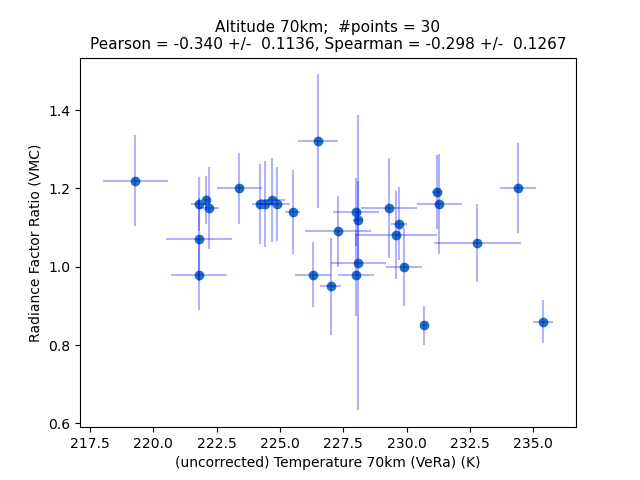 Altitude 70km;  #points = 30
Pearson = -0.340 +/-  0.1136, Spearman = -0.298 +/-  0.1267
Radiance Factor Ratio (VMC)
1.4
1.2
1.0
0.8
0.6
217.5 220.0 222.5 225.0 227.5 230.0 232.5 235.0
(uncorrected) Temperature 70km (VeRa) (K)